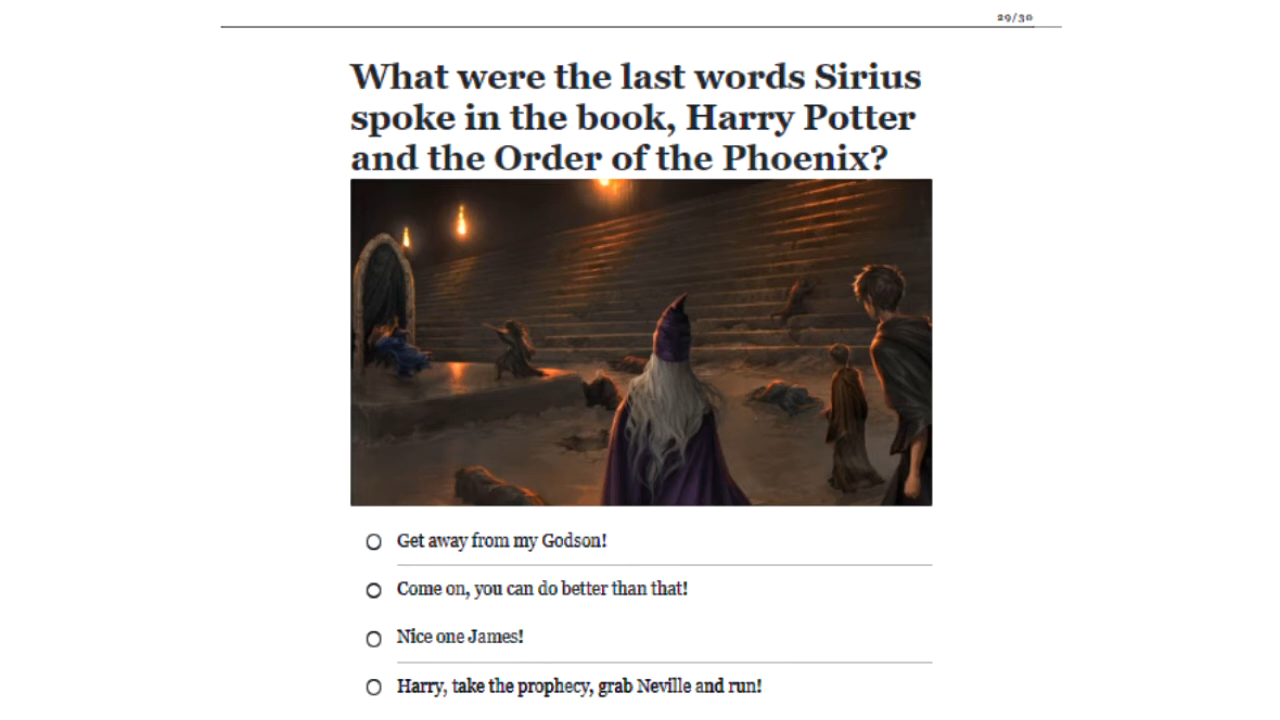 29/30
What were the last words Sirius
spoke in the book, Harry Potter
and the Order of the Phoenix?
Get away from my Godson!
Come on, you can do better than that!
Nice one James!
Harry, take the prophecy, grab Neville and run!